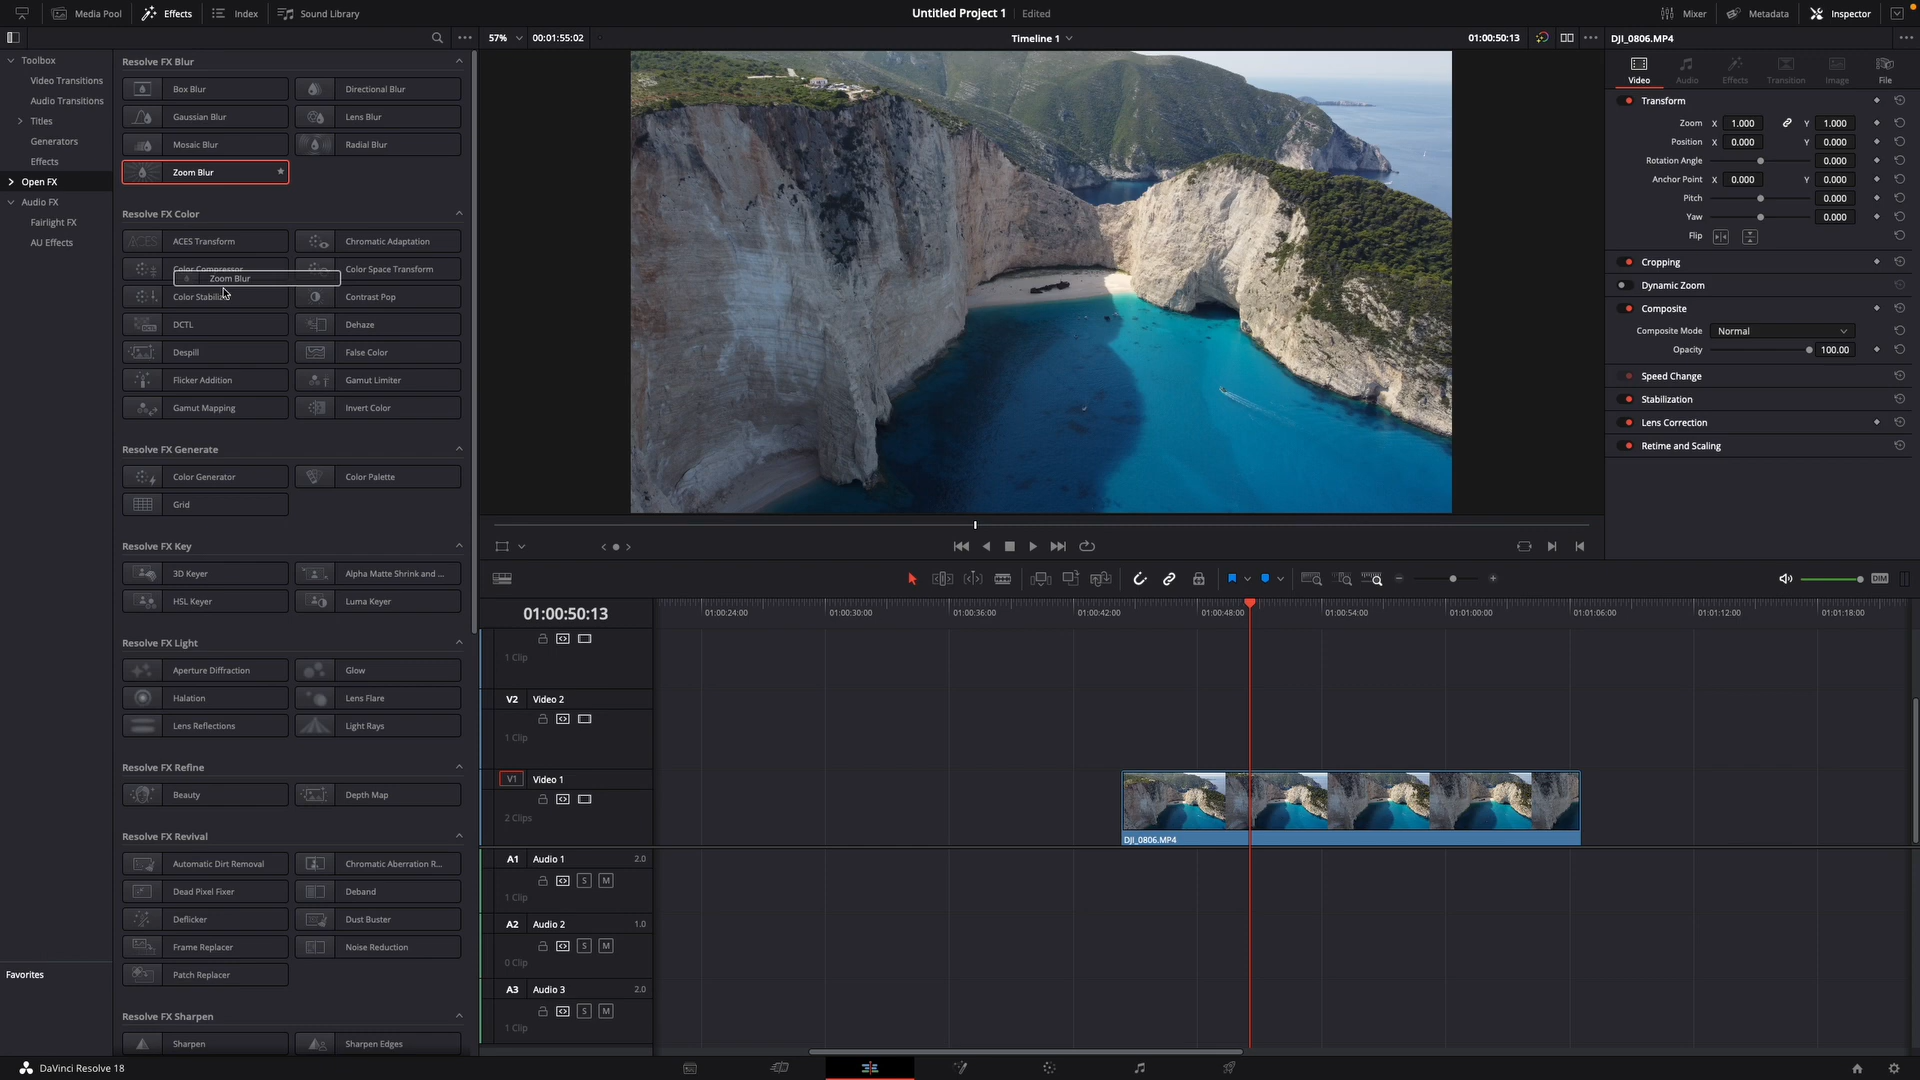 Media Pool
Effects
Index
Sound Library
Untitled Project 1
Edited
Mixer
Metadata
Inspector
57%
00:01:55:02
Timeline 1
01:00:50:13
DJI_0806.MP4
Toolbox
Video Transitions
Audio Transitions
Titles
Generators
Effects
Open FX
Audio FX
Fairlight FX
AU Effects
Favorites
Resolve FX Blur
Box Blur
Directional Blur
Gaussian Blur
Lens Blur
Mosaic Blur
Radial Blur
Zoom Blur
Resolve FX Color
ACES Transform
Chromatic Adaptation
Color Compressor
Color Space Transform
Zoom Blur
Color Stabilizer
Contrast Pop
DCTL
Dehaze
Despill
False Color
Flicker Addition
Gamut Limiter
Gamut Mapping
Invert Color
Resolve FX Generate
Color Generator
Color Palette
Grid
Resolve FX Key
3D Keyer
Alpha Matte Shrink and ...
HSL Keyer
Luma Keyer
Resolve FX Light
Aperture Diffraction
Glow
Halation
Lens Flare
Lens Reflections
Light Rays
Resolve FX Refine
Beauty
Depth Map
Resolve FX Revival
Automatic Dirt Removal
Chromatic Aberration R...
Dead Pixel Fixer
Deband
Deflicker
Dust Buster
Frame Replacer
Noise Reduction
Patch Replacer
Resolve FX Sharpen
Sharpen
Sharpen Edges
Video
Audio
Effects
Transition
Image
File
Transform
Zoom X 1.000 Y 1.000
Position X 0.000 Y 0.000
Rotation Angle 0.000
Anchor Point X 0.000 Y 0.000
Pitch 0.000
Yaw 0.000
Flip
Cropping
Dynamic Zoom
Composite
Composite Mode Normal
Opacity 100.00
Speed Change
Stabilization
Lens Correction
Retime and Scaling
DIM
01:00:50:13
01:00:24:00
01:00:30:00
01:00:36:00
01:00:42:00
01:00:48:00
01:00:54:00
01:01:00:00
01:01:06:00
01:01:12:00
01:01:18:00
1 Clip
V2 Video 2
1 Clip
V1 Video 1
2 Clips
DJI_0806.MP4
A1 Audio 1 2.0
S M
1 Clip
A2 Audio 2 1.0
S M
0 Clip
A3 Audio 3 2.0
S M
1 Clip
DaVinci Resolve 18